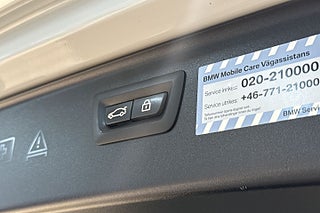 BMW Mobile Care Vägassistans
Service inrikes: 020-210000
Service utrikes: +46-771-21000
BMW Servi